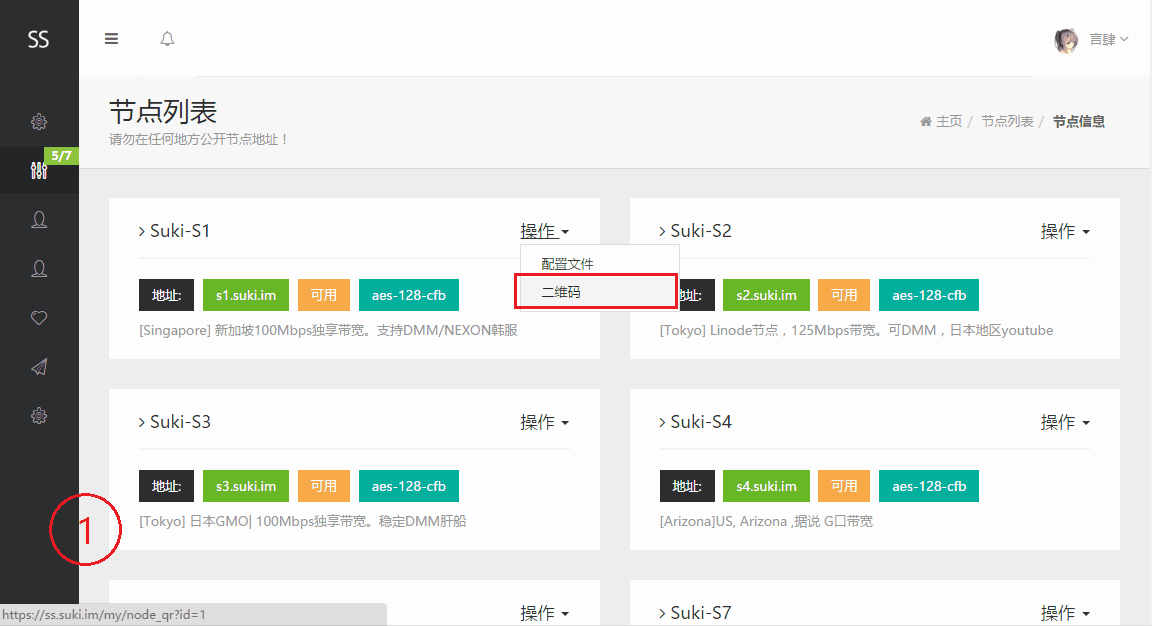 SS
言肆
节点列表
请勿在任何地方公开节点地址！
主页 / 节点列表 / 节点信息
5/7
Suki-S1 操作
配置文件
二维码
地址: s1.suki.im 可用 aes-128-cfb
[Singapore] 新加坡100Mbps独享带宽。支持DMM/NEXON韩服
Suki-S2 操作
地址: s2.suki.im 可用 aes-128-cfb
[Tokyo] Linode节点，125Mbps带宽。可DMM，日本地区youtube
Suki-S3 操作
地址: s3.suki.im 可用 aes-128-cfb
[Tokyo] 日本GMO| 100Mbps独享带宽。稳定DMM肝船
Suki-S4 操作
地址: s4.suki.im 可用 aes-128-cfb
[Arizona]US, Arizona ,据说 G口带宽
1
操作
Suki-S7 操作
https://ss.suki.im/my/node_qr?id=1